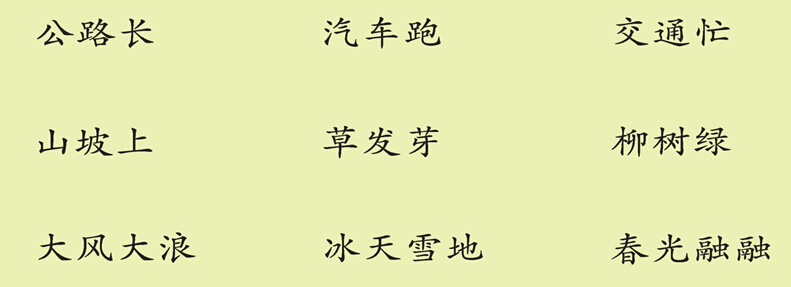 公路长 汽车跑 交通忙
山坡上 草发芽 柳树绿
大风大浪 冰天雪地 春光融融